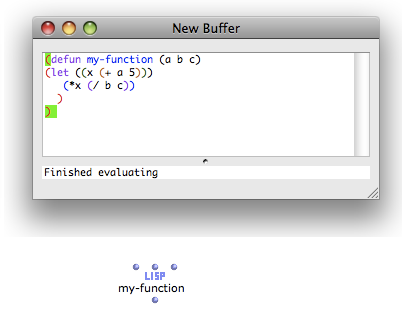 New Buffer
(defun my-function (a b c)
(let ((x (+ a 5)))
(*x (/ b c))
)
)
Finished evaluating
LISP
my-function